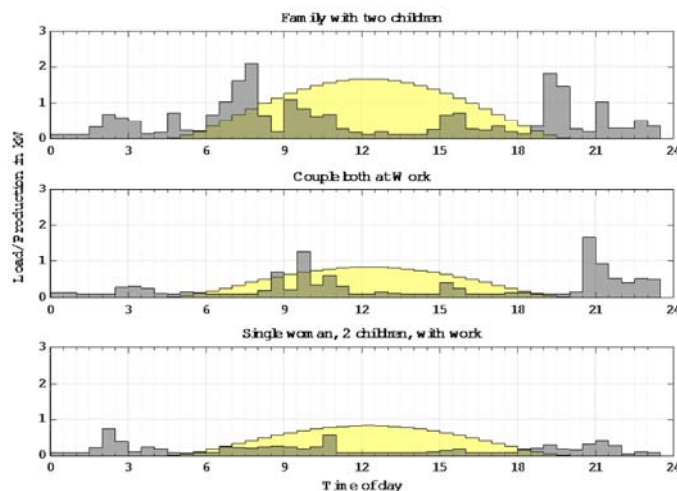 Family with two children
3
2
1
0
0 3 6 9 12 15 18 21 24
Load/Production in KW
Couple both at Work
3
2
1
0
0 3 6 9 12 15 18 21 24
Single woman, 2 children, with work
3
2
1
0
0 3 6 9 12 15 18 21 24
Time of day